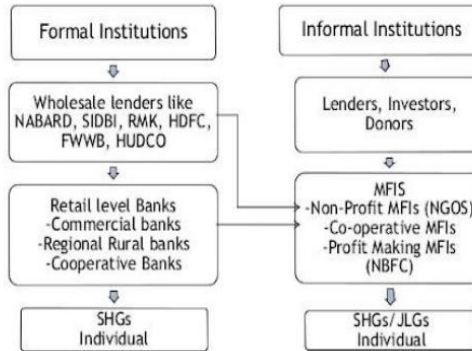 Formal Institutions
Informal Institutions
Wholesale lenders like
NABARD, SIDBI, RMK, HDFC,
FWWB, HUDCO
Lenders, Investors,
Donors
Retail level Banks
-Commercial banks
-Regional Rural banks
-Cooperative Banks
MFIS
-Non-Profit MFIs (NGOS)
-Co-operative MFIs
-Profit Making MFIs
(NBFC)
SHGs
Individual
SHGs/JLGs
Individual